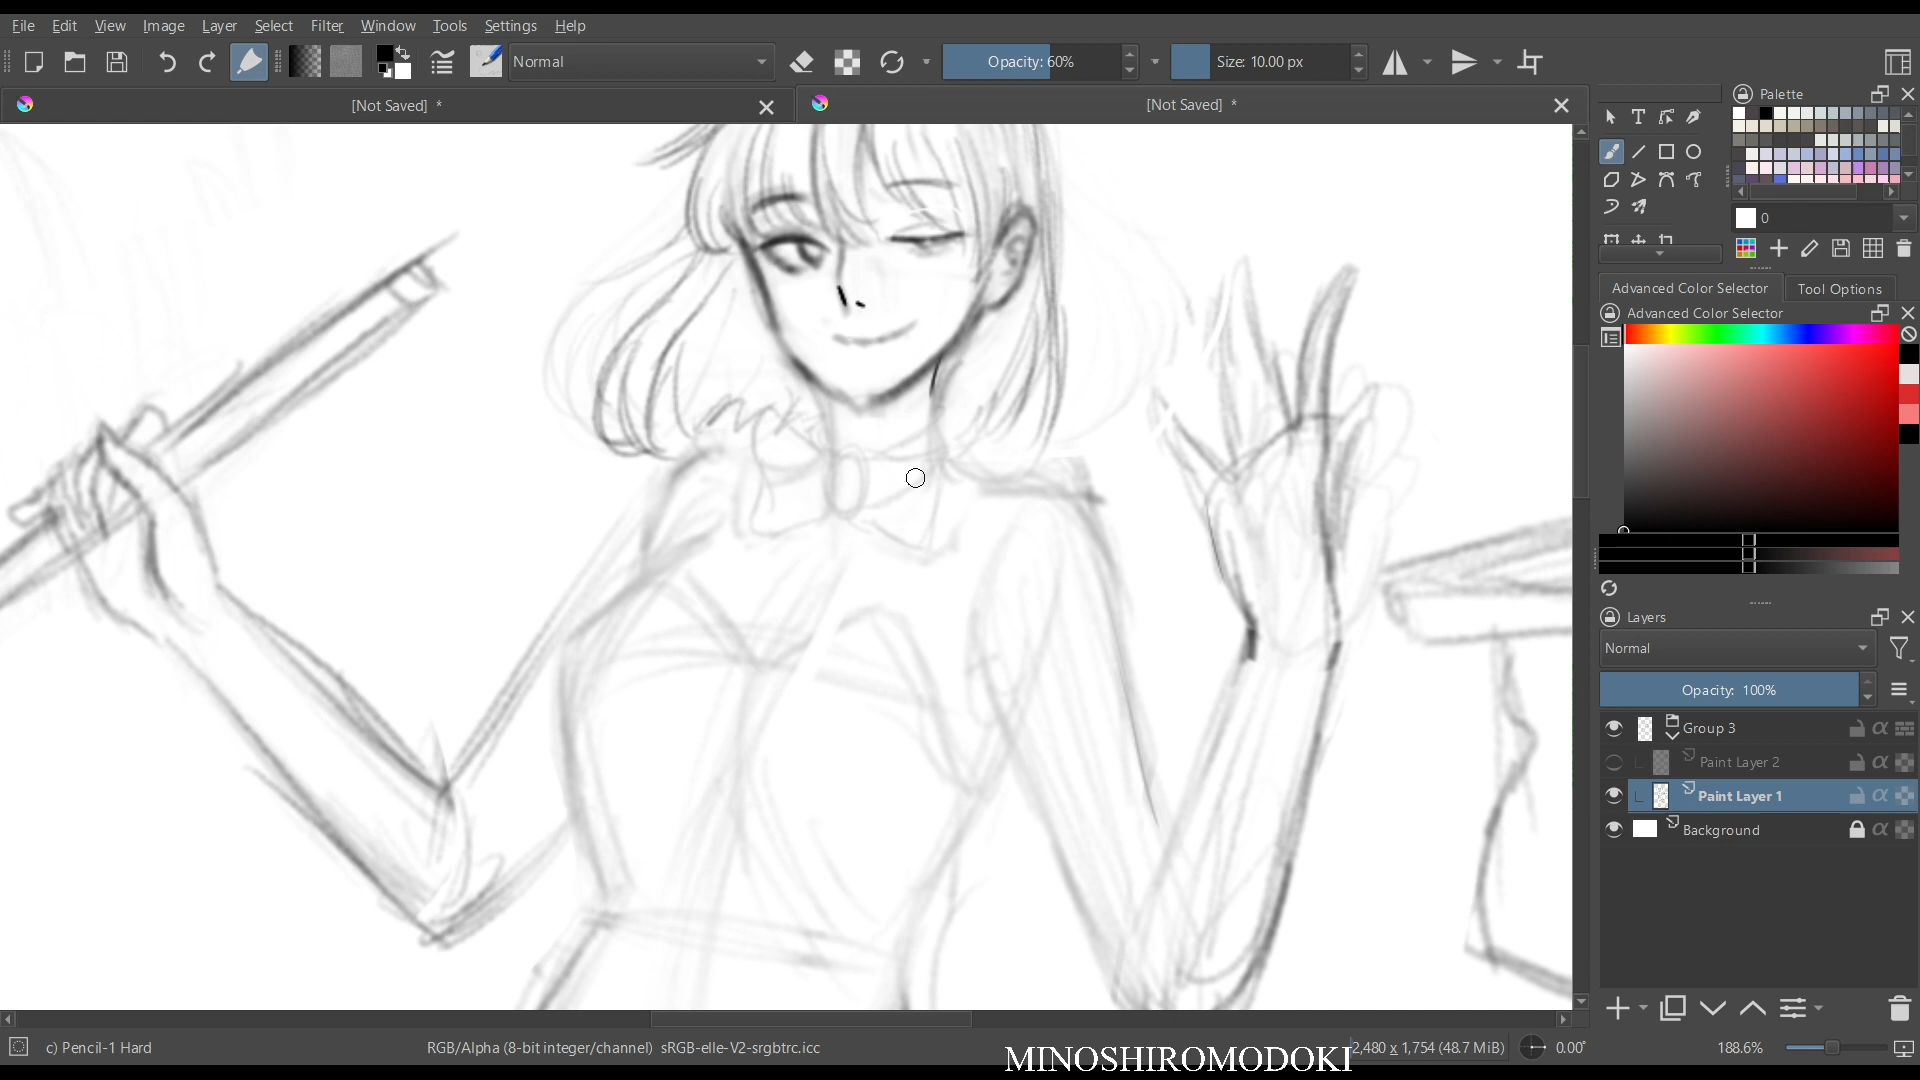 File Edit View Image Layer Select Filter Layer Window Tools Settings Help
Normal
Opacity: 60%
Size: 10.00 px
[Not Saved] *
[Not Saved] *
Palette
0
Advanced Color Selector
Tool Options
Advanced Color Selector
Layers
Normal
Opacity: 100%
Group 3
Paint Layer 2
Paint Layer 1
Background
c) Pencil-1 Hard
RGB/Alpha (8-bit integer/channel) sRGB-elle-V2-srgbtrc.icc
MINOSHIROMODOKI
2,480 x 1,754 (48.7 MiB)
0.00°
188.6%